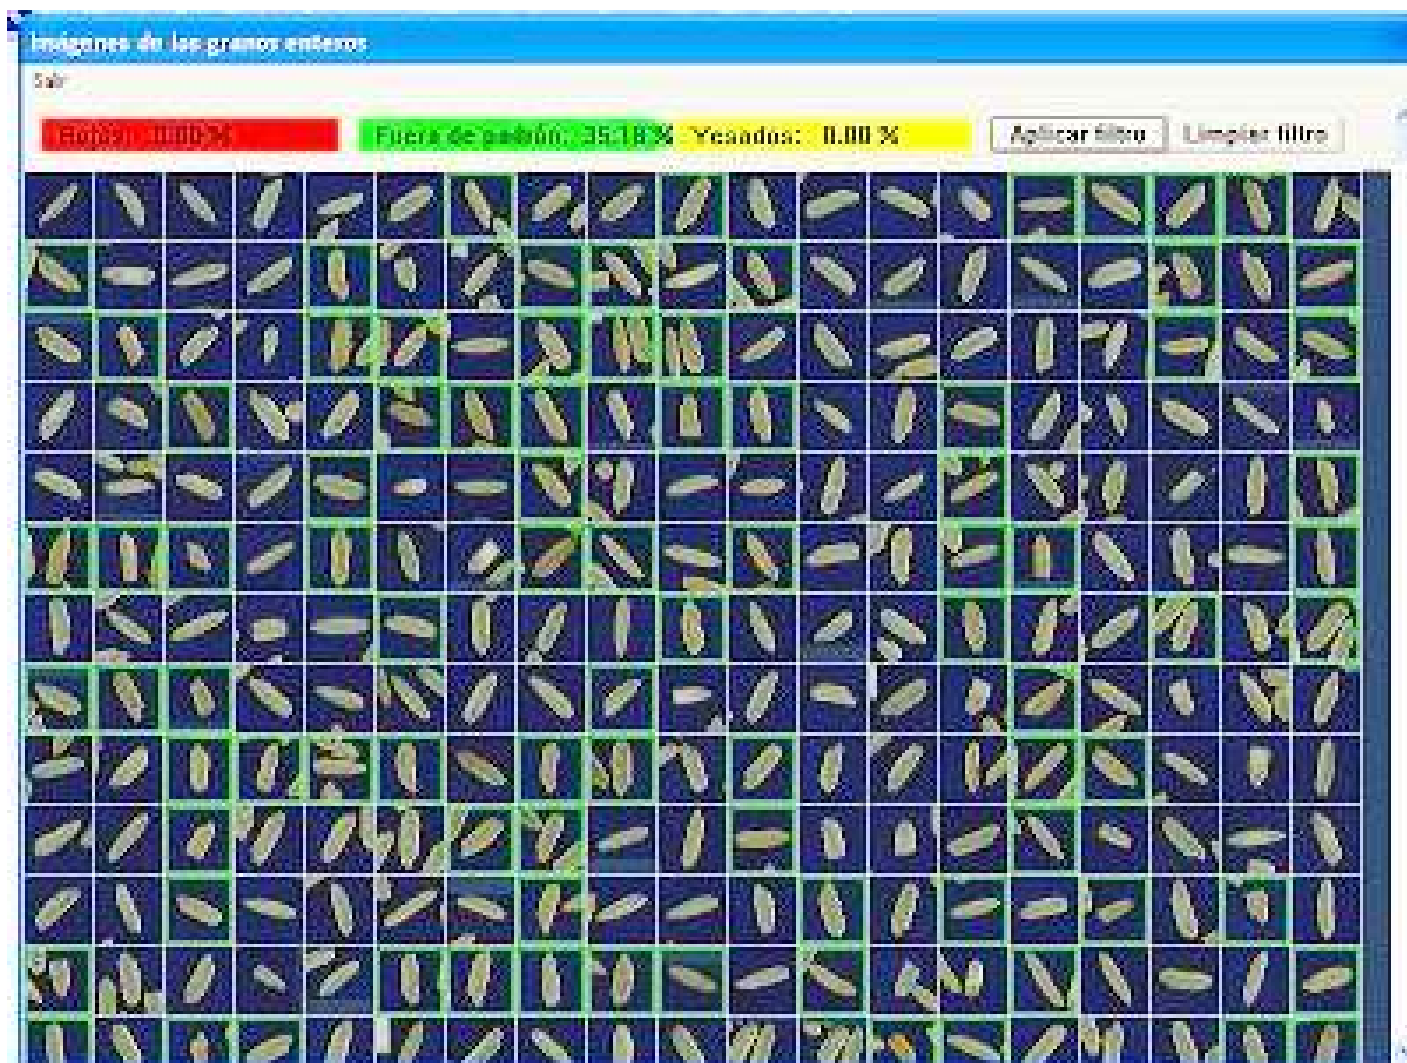 Imágenes de los granos enteros
Salir
Rojos: 0.00 % Fuera de padrón: 35.18 % Yesados: 0.00 % Aplicar filtro Limpiar filtro